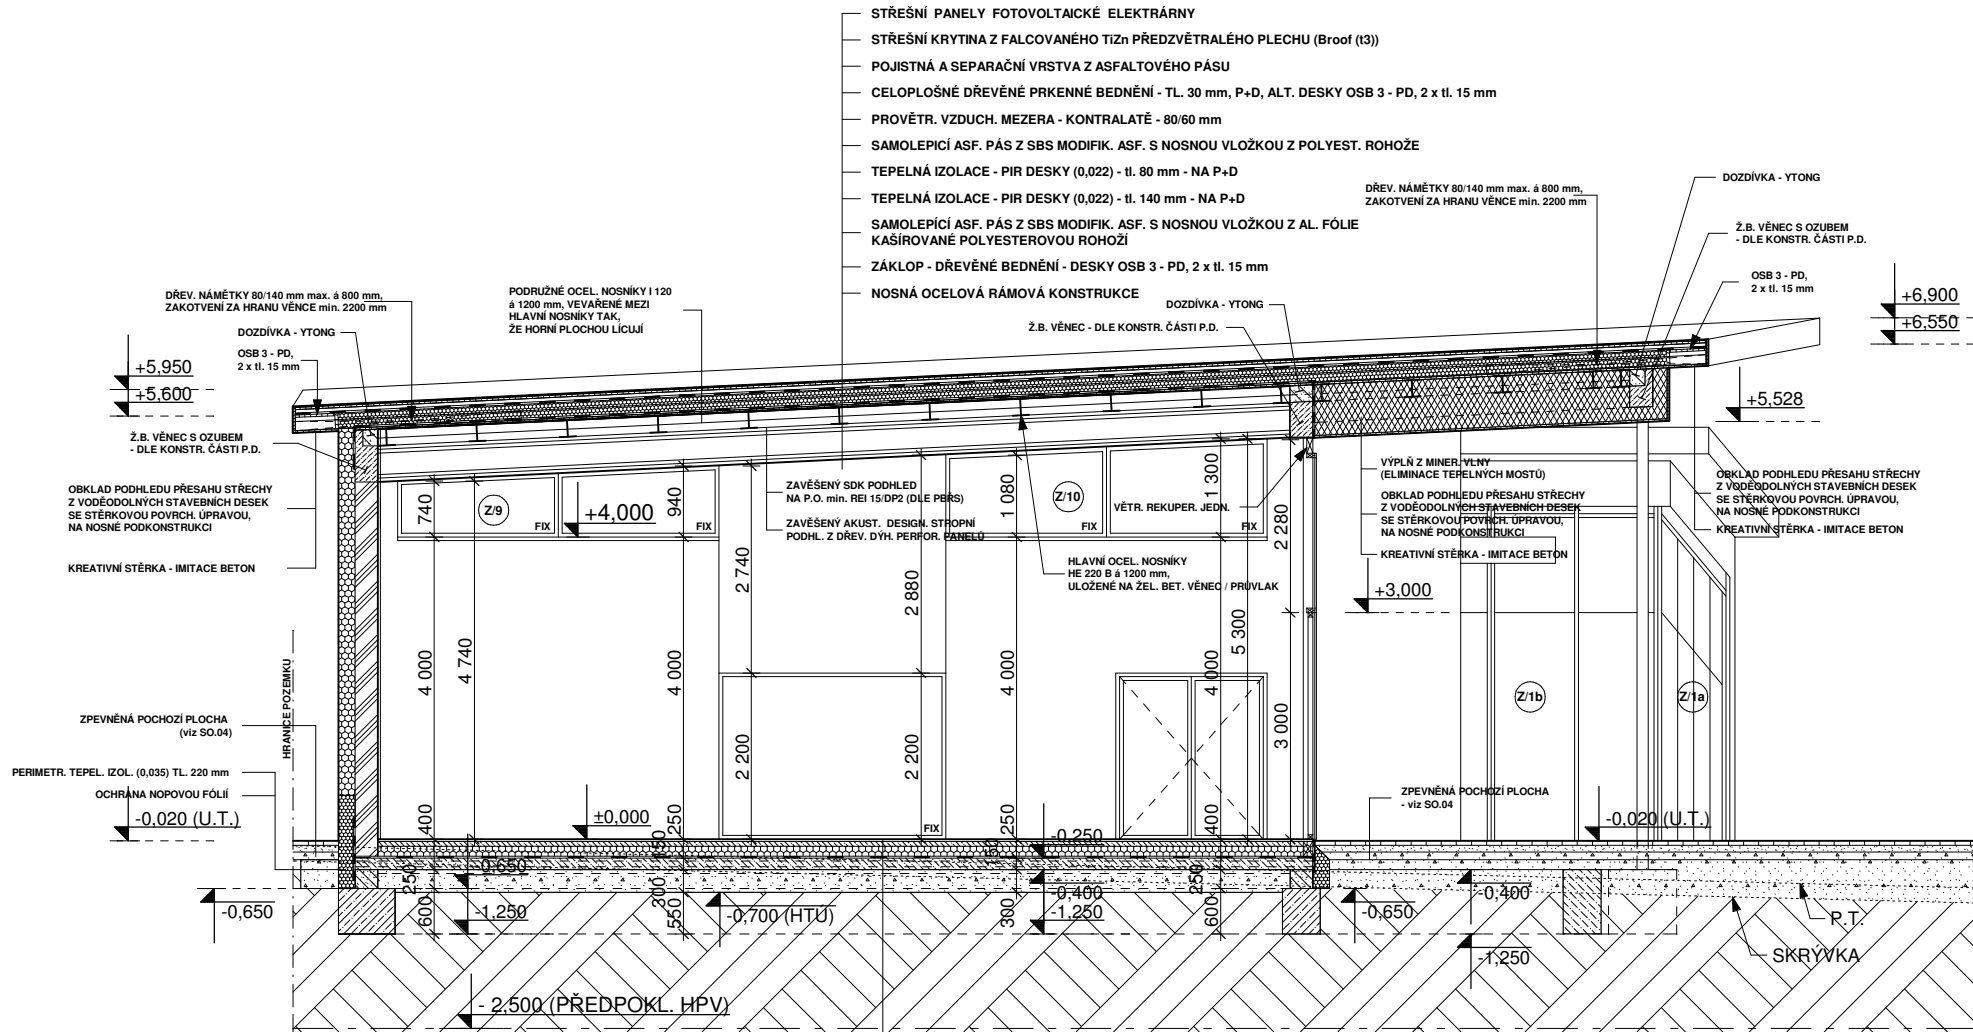 STŘEŠNÍ PANELY FOTOVOLTAICKÉ ELEKTRÁRNY
STŘEŠNÍ KRYTINA Z FALCOVANÉHO TiZn PŘEDZVĚTRALÉHO PLECHU (Broof (t3))
POJISTNÁ A SEPARAČNÍ VRSTVA Z ASFALTOVÉHO PÁSU
CELOPLOŠNÉ DŘEVĚNÉ PRKENNÉ BEDNĚNÍ - TL. 30 mm, P+D, ALT. DESKY OSB 3 - PD, 2 x tl. 15 mm
PROVĚTR. VZDUCH. MEZERA - KONTRALATĚ - 80/60 mm
SAMOLEPICÍ ASF. PÁS Z SBS MODIFIK. ASF. S NOSNOU VLOŽKOU Z POLYEST. ROHOŽE
TEPELNÁ IZOLACE - PIR DESKY (0,022) - tl. 80 mm - NA P+D
TEPELNÁ IZOLACE - PIR DESKY (0,022) - tl. 140 mm - NA P+D
SAMOLEPÍCÍ ASF. PÁS Z SBS MODIFIK. ASF. S NOSNOU VLOŽKOU Z AL. FÓLIE
KAŠÍROVANÉ POLYESTEROVOU ROHOŽÍ
ZÁKLOP - DŘEVĚNÉ BEDNĚNÍ - DESKY OSB 3 - PD, 2 x tl. 15 mm
NOSNÁ OCELOVÁ RÁMOVÁ KONSTRUKCE
DŘEV. NÁMĚTKY 80/140 mm max. á 800 mm,
ZAKOTVENÍ ZA HRANU VĚNCE min. 2200 mm
DOZDÍVKA - YTONG
Ž.B. VĚNEC S OZUBEM
- DLE KONSTR. ČÁSTI P.D.
OSB 3 - PD,
2 x tl. 15 mm
+6,900
+6,550
+5,528
DŘEV. NÁMĚTKY 80/140 mm max. á 800 mm,
ZAKOTVENÍ ZA HRANU VĚNCE min. 2200 mm
DOZDÍVKA - YTONG
OSB 3 - PD,
2 x tl. 15 mm
PODRUŽNÉ OCEL. NOSNÍKY I 120
á 1200 mm, VEVAŘENÉ MEZI
HLAVNÍ NOSNÍKY TAK,
ŽE HORNÍ PLOCHOU LÍCUJÍ
DOZDÍVKA - YTONG
Ž.B. VĚNEC - DLE KONSTR. ČÁSTI P.D.
+5,950
+5,600
Ž.B. VĚNEC S OZUBEM
- DLE KONSTR. ČÁSTI P.D.
OBKLAD PODHLEDU PŘESAHU STŘECHY
Z VODĚODOLNÝCH STAVEBNÍCH DESEK
SE STĚRKOVOU POVRCH. ÚPRAVOU,
NA NOSNÉ PODKONSTRUKCI
KREATIVNÍ STĚRKA - IMITACE BETON
740
Z/9
FIX
+4,000
940
FIX
ZAVĚŠENÝ SDK PODHLED
NA P.O. min. REI 15/DP2 (DLE PBŘS)
ZAVĚŠENÝ AKUST. DESIGN. STROPNÍ
PODHL. Z DŘEV. DÝH. PERFOR. PANELŮ
1 080
Z/10
FIX
VĚTR. REKUPER. JEDN.
1 300
FIX
2 280
HLAVNÍ OCEL. NOSNÍKY
HE 220 B á 1200 mm,
ULOŽENÉ NA ŽEL. BET. VĚNEC / PRŮVLAK
VÝPLŇ Z MINER. VLNY
(ELIMINACE TEPELNÝCH MOSTŮ)
OBKLAD PODHLEDU PŘESAHU STŘECHY
Z VODĚODOLNÝCH STAVEBNÍCH DESEK
SE STĚRKOVOU POVRCH. ÚPRAVOU,
NA NOSNÉ PODKONSTRUKCI
KREATIVNÍ STĚRKA - IMITACE BETON
OBKLAD PODHLEDU PŘESAHU STŘECHY
Z VODĚODOLNÝCH STAVEBNÍCH DESEK
SE STĚRKOVOU POVRCH. ÚPRAVOU,
NA NOSNÉ PODKONSTRUKCI
KREATIVNÍ STĚRKA - IMITACE BETON
+3,000
2 740
2 880
4 000
4 740
4 000
4 000
4 000
5 300
3 000
2 200
2 200
FIX
Z/1b
Z/1a
HRANICE POZEMKU
ZPEVNĚNÁ POCHOZÍ PLOCHA
(viz SO.04)
PERIMETR. TEPEL. IZOL. (0,035) TL. 220 mm
OCHRANA NOPOVOU FÓLIÍ
-0,020 (U.T.)
±0,000
ZPEVNĚNÁ POCHOZÍ PLOCHA
- viz SO.04
-0,020 (U.T.)
400
250
600
250
150
300
550
250
150
300
400
250
600
-0,650
-0,650
-1,250
-0,700 (HTÚ)
-0,250
-0,400
-1,250
-0,650
-0,400
-1,250
P.T.
SKRÝVKA
- 2,500 (PŘEDPOKL. HPV)